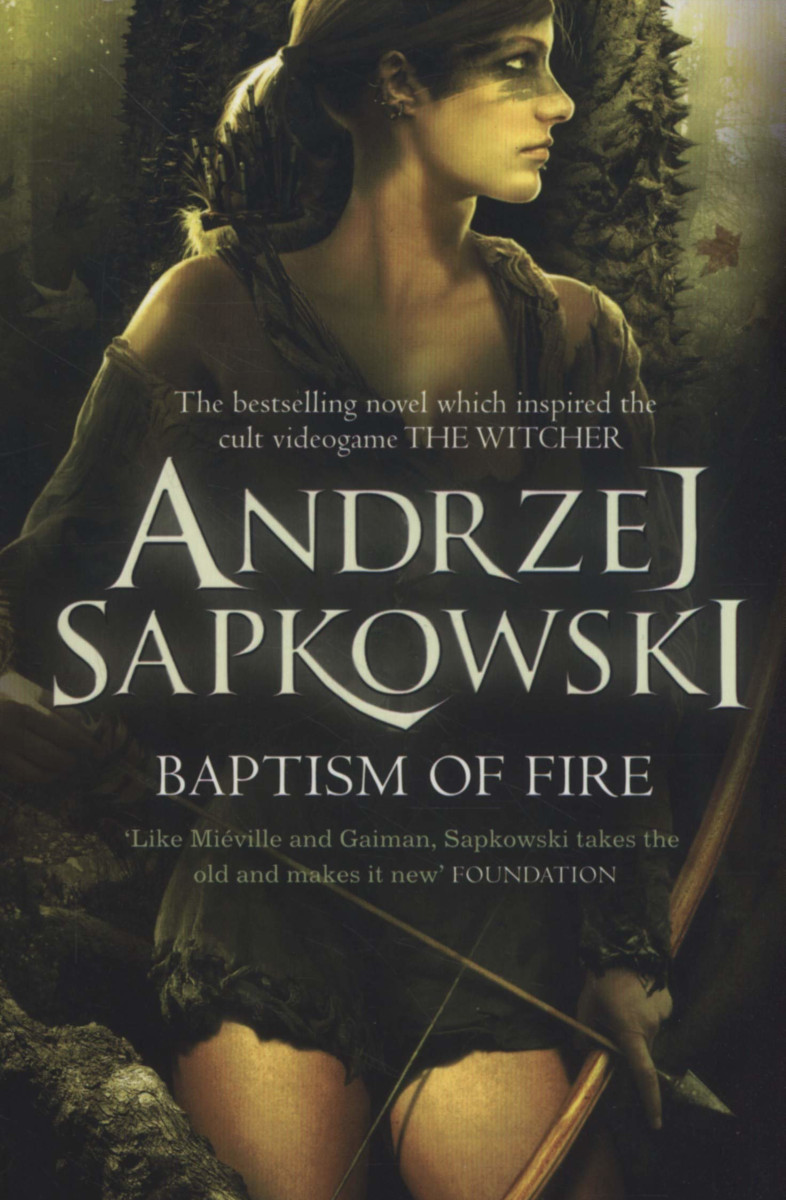 The bestselling novel which inspired the
cult videogame THE WITCHER
ANDRZEJ
SAPKOWSKI
BAPTISM OF FIRE
‘Like Miéville and Gaiman, Sapkowski takes the
old and makes it new’ FOUNDATION